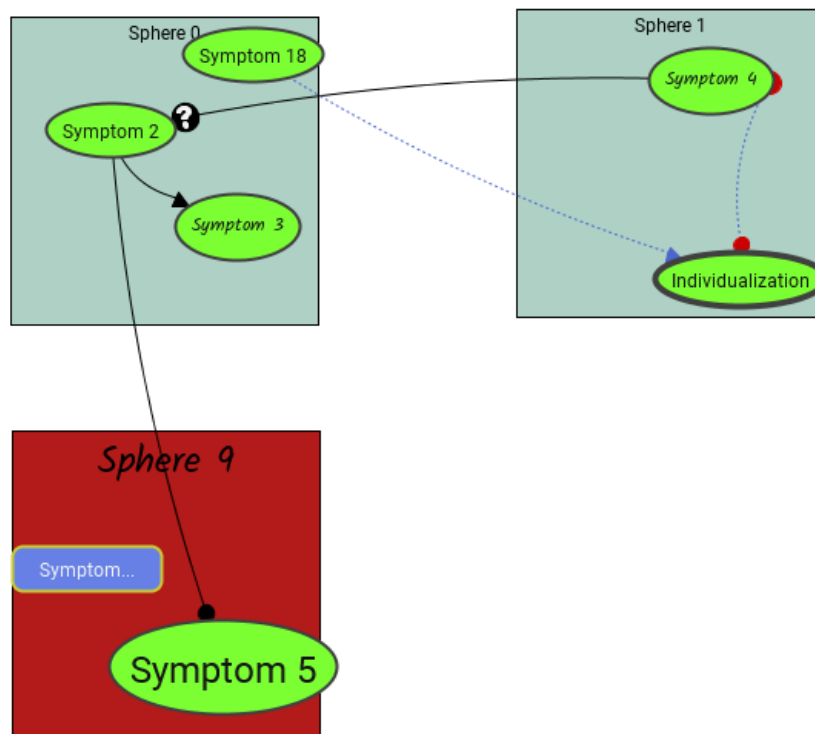 Sphere 0
Symptom 18
Sphere 1
Symptom 4
?
Symptom 2
Symptom 3
Individualization
Sphere 9
Symptom...
Symptom 5